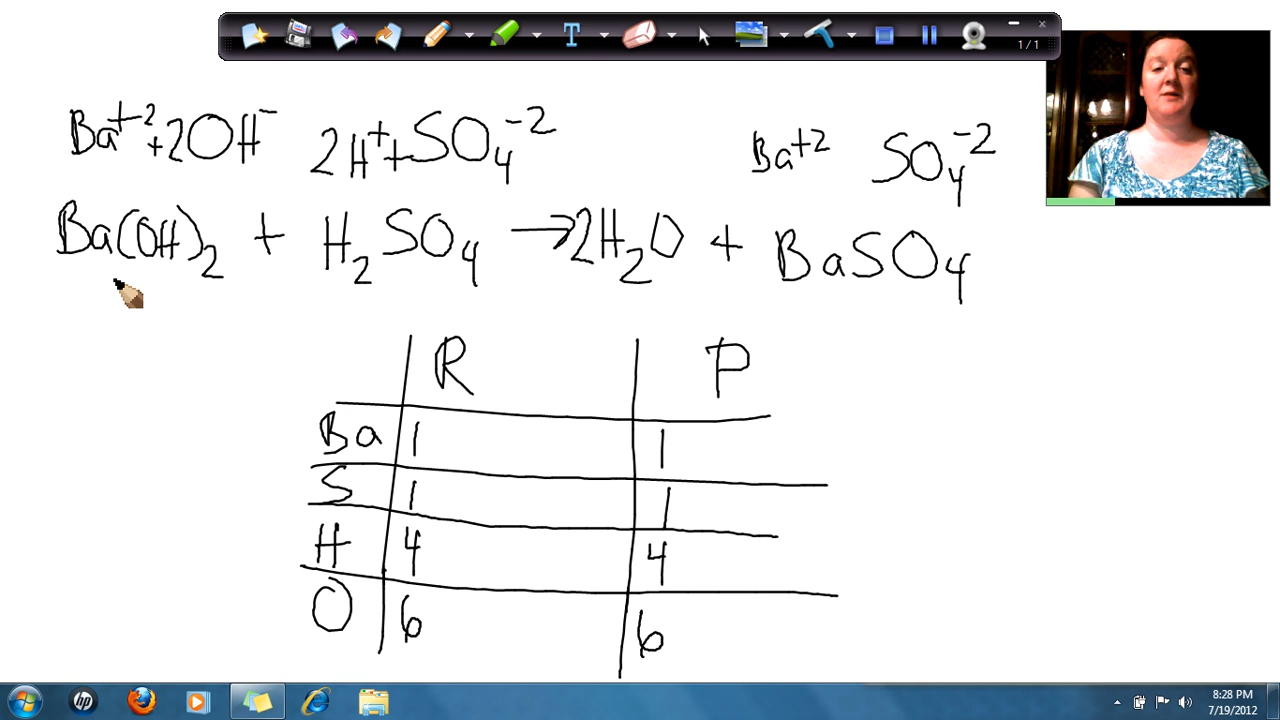 T
1/1
Ba+2 + 2OH- 2H+ + SO4-2 Ba+2 SO4-2
Ba(OH)2 + H2SO4 → 2H2O + BaSO4
R P
Ba 1 1
S 1 1
H 4 4
O 6 6
hp
8:28 PM
7/19/2012